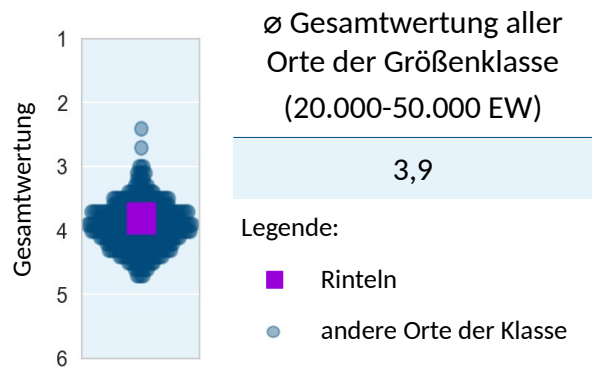 1
2
3
4
5
6
Gesamtwertung
⌀ Gesamtwertung aller
Orte der Größenklasse
(20.000-50.000 EW)
3,9
Legende:
Rinteln
andere Orte der Klasse